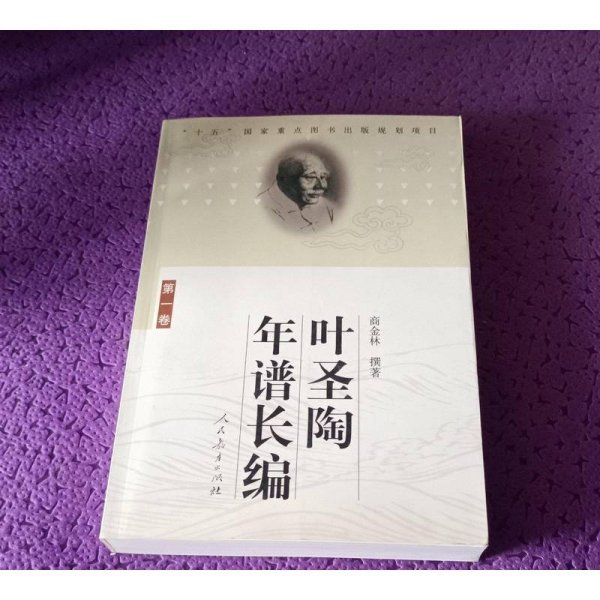 “十五”国家重点图书出版规划项目
商金林 撰著
叶圣陶
年谱长编
第一卷
人民教育出版社